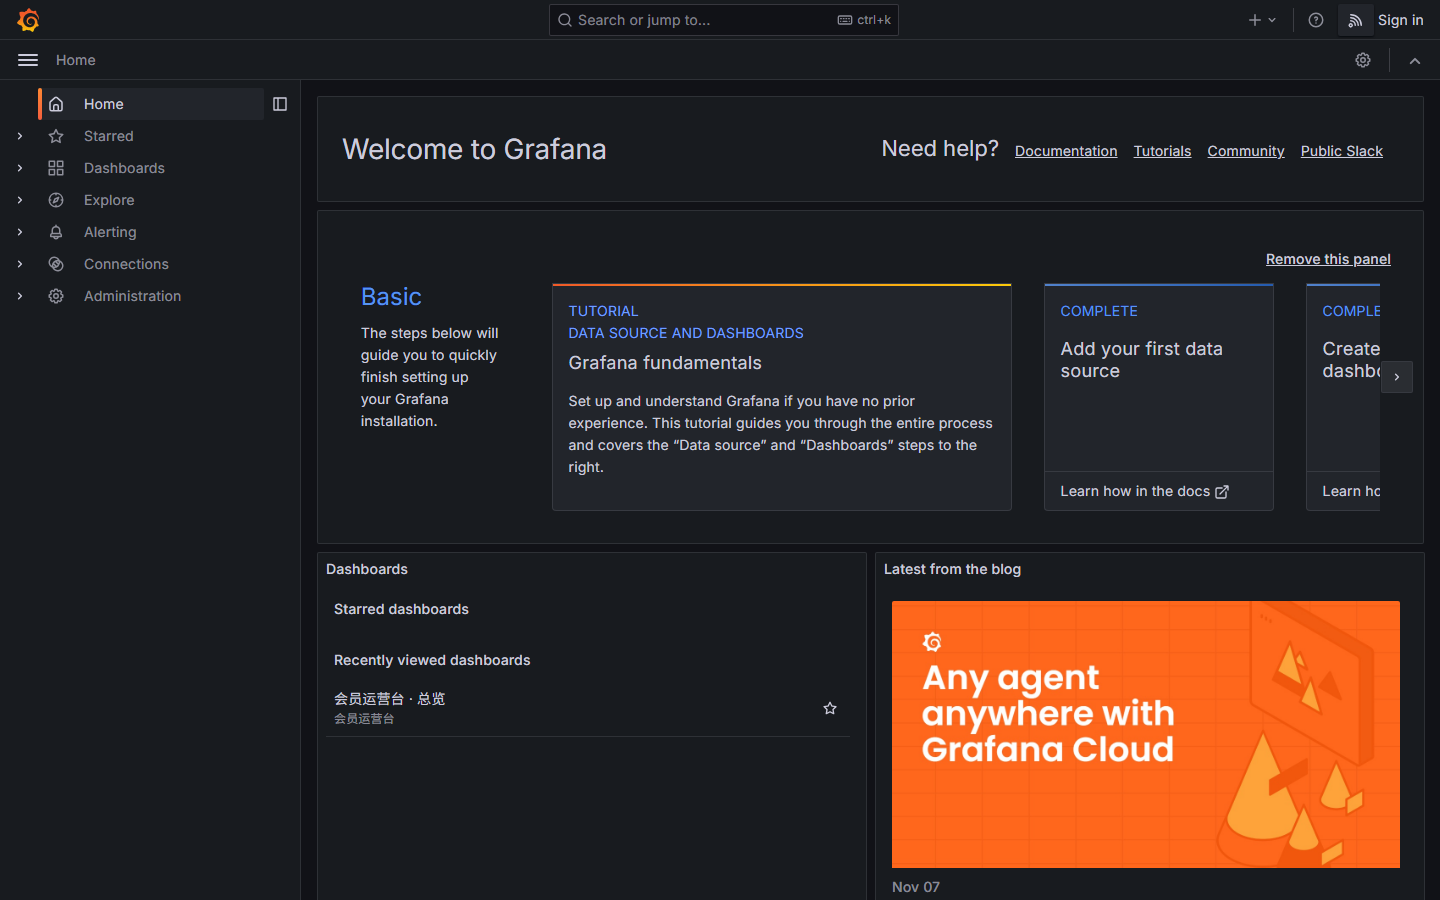 Search or jump to...
ctrl+k
Sign in
Home
Home
Starred
Dashboards
Explore
Alerting
Connections
Administration
Welcome to Grafana
Need help?
Documentation
Tutorials
Community
Public Slack
Remove this panel
Basic
The steps below will
guide you to quickly
finish setting up
your Grafana
installation.
TUTORIAL
DATA SOURCE AND DASHBOARDS
Grafana fundamentals
Set up and understand Grafana if you have no prior
experience. This tutorial guides you through the entire process
and covers the “Data source” and “Dashboards” steps to the
right.
COMPLETE
Add your first data
source
Learn how in the docs
COMPLE
Create
dashbo
Learn ho
Dashboards
Starred dashboards
Recently viewed dashboards
会员运营台 · 总览
会员运营台
Latest from the blog
Any agent
anywhere with
Grafana Cloud
Nov 07